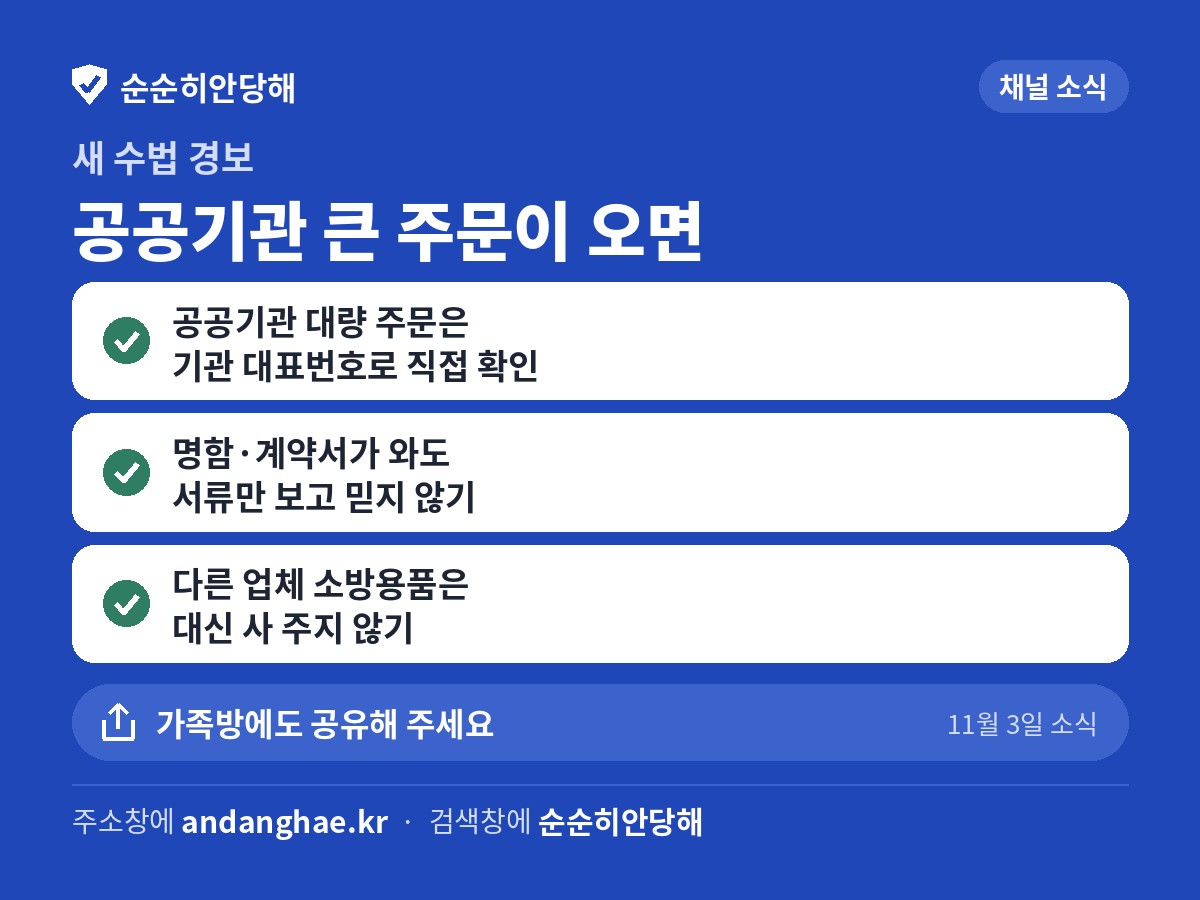 순순히안당해
채널 소식
새 수법 경보
공공기관 큰 주문이 오면
공공기관 대량 주문은
기관 대표번호로 직접 확인
명함·계약서가 와도
서류만 보고 믿지 않기
다른 업체 소방용품은
대신 사 주지 않기
가족방에도 공유해 주세요
11월 3일 소식
주소창에 andanghae.kr · 검색창에 순순히안당해